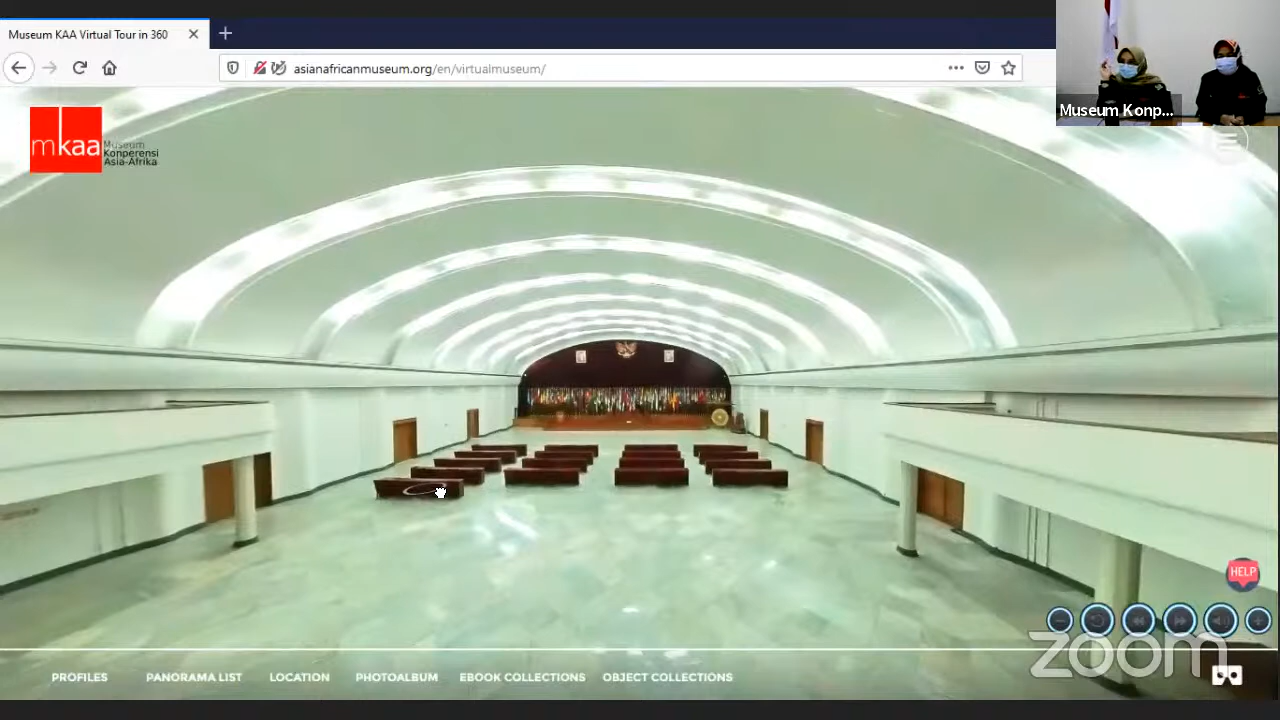 Museum KAA Virtual Tour in 360
asianafricanmuseum.org/en/virtualmuseum/
Museum Konp...
mkaa
Museum
Konperensi
Asia-Afrika
HELP
zoom
PROFILES
PANORAMA LIST
LOCATION
PHOTOALBUM
EBOOK COLLECTIONS
OBJECT COLLECTIONS